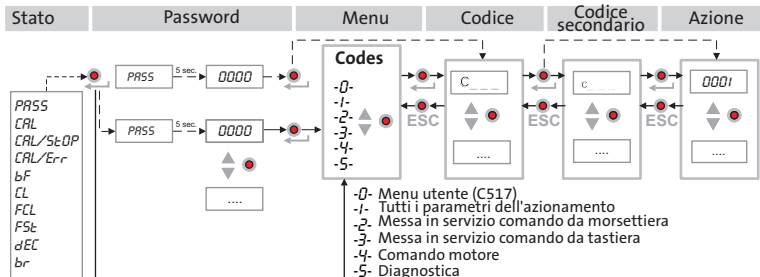 Stato Password Menu Codice Codice secondario Azione
PASS 5 sec. 0000
PASS 5 sec. 0000
....
PASS
CAL
CAL/StOP
CAL/Err
bF
CL
FCL
FSt
dEC
br
Codes
-0-
-1-
-2-
-3-
-4-
-5-
C_ _ _
....
ESC
C_ _ _
....
ESC
0001
....
ESC
-0- Menu utente (C517)
-1- Tutti i parametri dell'azionamento
-2- Messa in servizio comando da morsettiera
-3- Messa in servizio comando da tastiera
-4- Comando motore
-5- Diagnostica